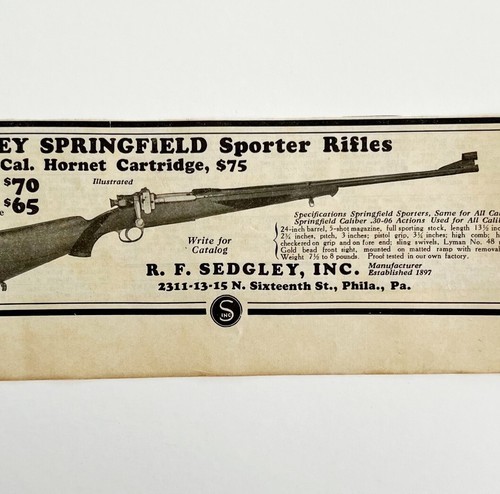 EY SPRINGFIELD Sporter Rifles
Cal. Hornet Cartridge, $75
$70
Illustrated
$65
Specifications Springfield Sporters, Same for All Ca
Springfield Caliber .30-06 Actions Used for All Calib
24-inch barrel, 5-shot magazine, full sporting stock, length 13½ inc
2¾ inches, pitch, 3 inches; pistol grip, 3¾ inches; high comb; h
checkered on grip and on fore end; sling swivels, Lyman No. 48
Gold bead front sight, mounted on matted ramp with removab
Weight 7½ to 8 pounds. Proof tested in our own factory.
Write for
Catalog
R. F. SEDGLEY, INC.
Manufacturer
Established 1897
2311-13-15 N. Sixteenth St., Phila., Pa.
S
INC